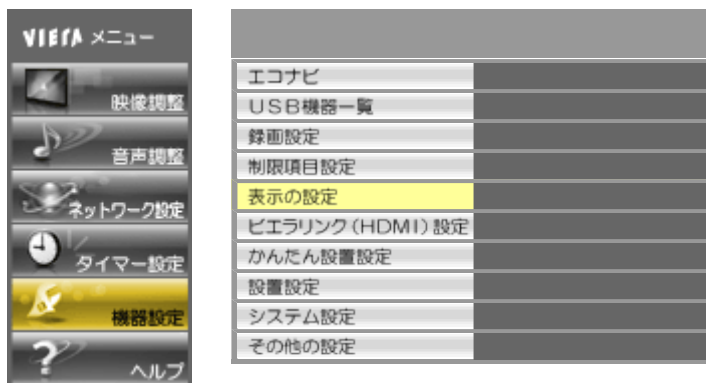 VIERA メニュー
映像調整
音声調整
ネットワーク設定
タイマー設定
機器設定
ヘルプ
エコナビ
USB機器一覧
録画設定
制限項目設定
表示の設定
ビエラリンク(HDMI)設定
かんたん設置設定
設置設定
システム設定
その他の設定